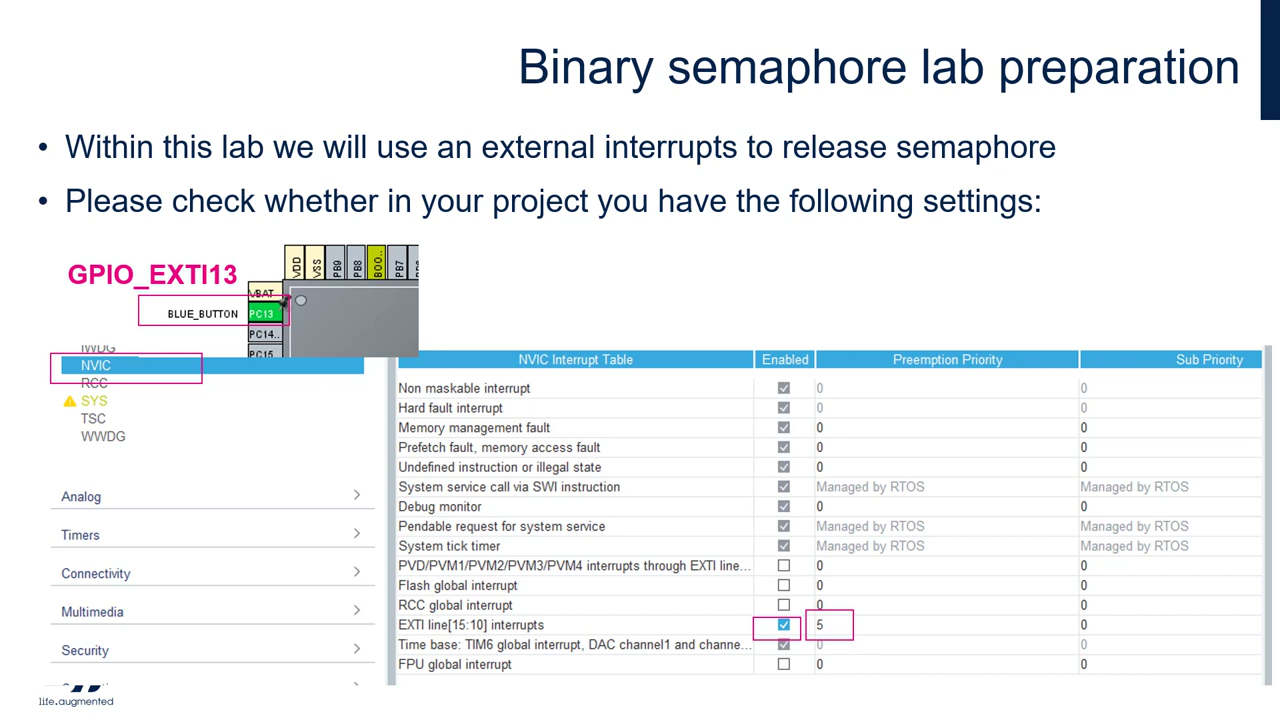 Binary semaphore lab preparation
• Within this lab we will use an external interrupts to release semaphore
• Please check whether in your project you have the following settings:
GPIO_EXTI13
VDD
VSS
PB9
PB8
BOO..
PB7
VBAT
BLUE_BUTTON PC13
PC14..
PC15
IWDG
NVIC
RCC
SYS
TSC
WWDG
Analog
Timers
Connectivity
Multimedia
Security
NVIC Interrupt Table Enabled Preemption Priority Sub Priority
Non maskable interrupt 0 0
Hard fault interrupt 0 0
Memory management fault 0 0
Prefetch fault, memory access fault 0 0
Undefined instruction or illegal state 0 0
System service call via SWI instruction Managed by RTOS Managed by RTOS
Debug monitor 0 0
Pendable request for system service Managed by RTOS Managed by RTOS
System tick timer Managed by RTOS Managed by RTOS
PVD/PVM1/PVM2/PVM3/PVM4 interrupts through EXTI line... 0 0
Flash global interrupt 0 0
RCC global interrupt 0 0
EXTI line[15:10] interrupts 5 0
Time base: TIM6 global interrupt, DAC channel1 and channe... 0 0
FPU global interrupt 0 0
life.augmented